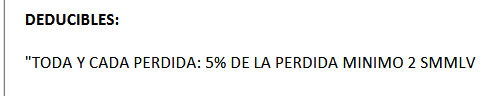 DEDUCIBLES:
"TODA Y CADA PERDIDA: 5% DE LA PERDIDA MINIMO 2 SMMLV